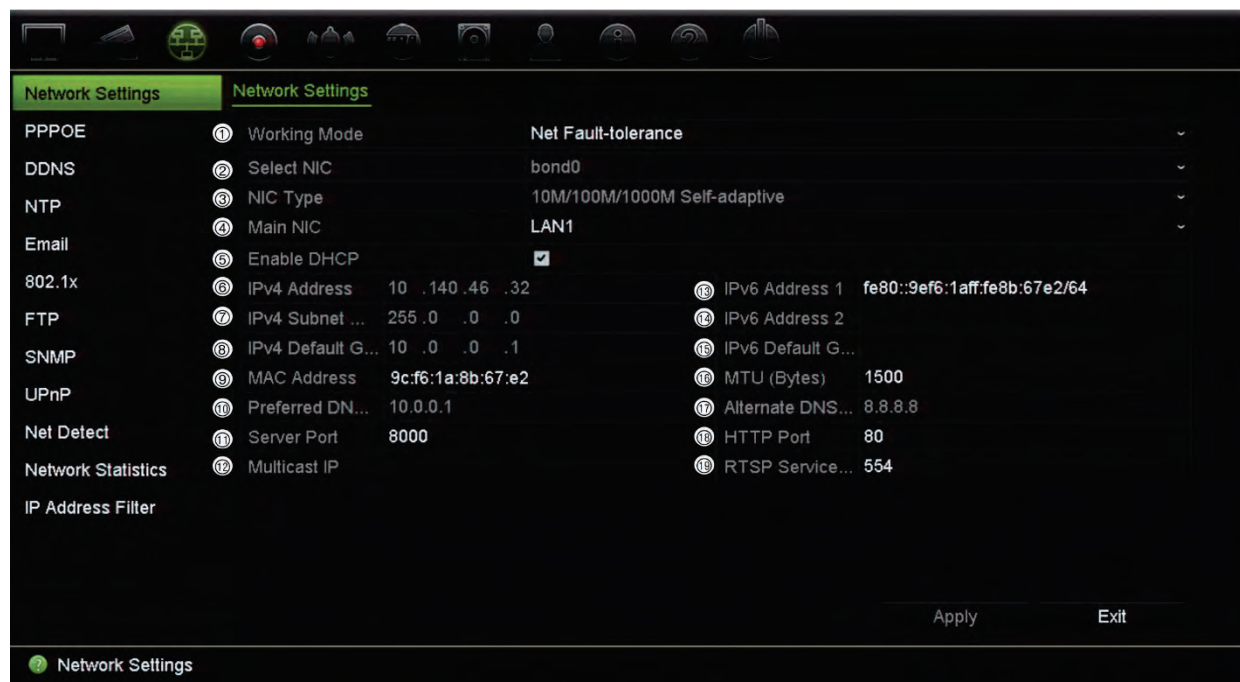 Network Settings
Network Settings
PPPOE
DDNS
NTP
Email
802.1x
FTP
SNMP
UPnP
Net Detect
Network Statistics
IP Address Filter
① Working Mode Net Fault-tolerance
② Select NIC bond0
③ NIC Type 10M/100M/1000M Self-adaptive
④ Main NIC LAN1
⑤ Enable DHCP
⑥ IPv4 Address 10 .140 .46 .32
⑦ IPv4 Subnet ... 255 .0 .0 .0
⑧ IPv4 Default G... 10 .0 .0 .1
⑨ MAC Address 9c:f6:1a:8b:67:e2
⑩ Preferred DN... 10.0.0.1
⑪ Server Port 8000
⑫ Multicast IP
⑬ IPv6 Address 1 fe80::9ef6:1aff:fe8b:67e2/64
⑭ IPv6 Address 2
⑮ IPv6 Default G...
⑯ MTU (Bytes) 1500
⑰ Alternate DNS... 8.8.8.8
⑱ HTTP Port 80
⑲ RTSP Service... 554
Apply Exit
? Network Settings